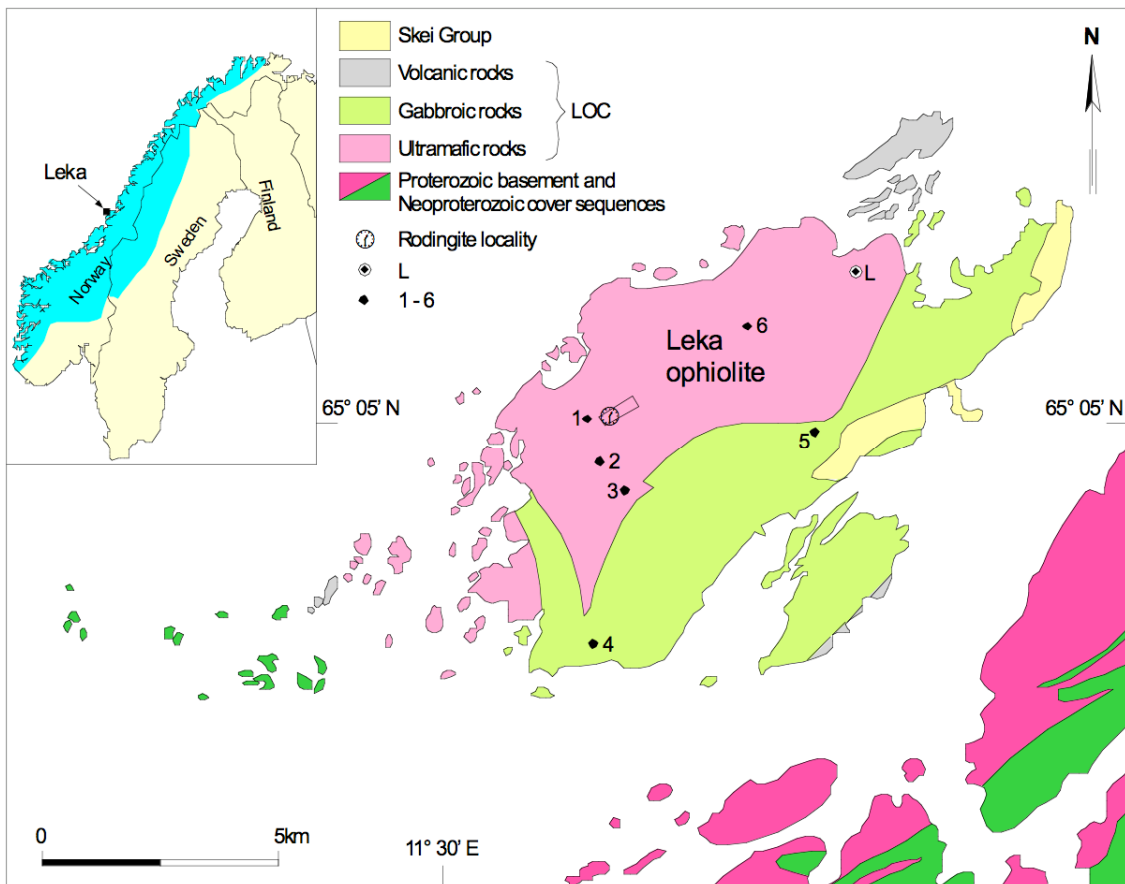 Leka
Norway
Sweden
Finland
Skei Group
Volcanic rocks
Gabbroic rocks
Ultramafic rocks
LOC
Proterozoic basement and
Neoproterozoic cover sequences
Rodingite locality
L
1 - 6
N
L
6
Leka
ophiolite
65° 05' N
65° 05' N
1
5
2
3
4
0
5km
11° 30' E